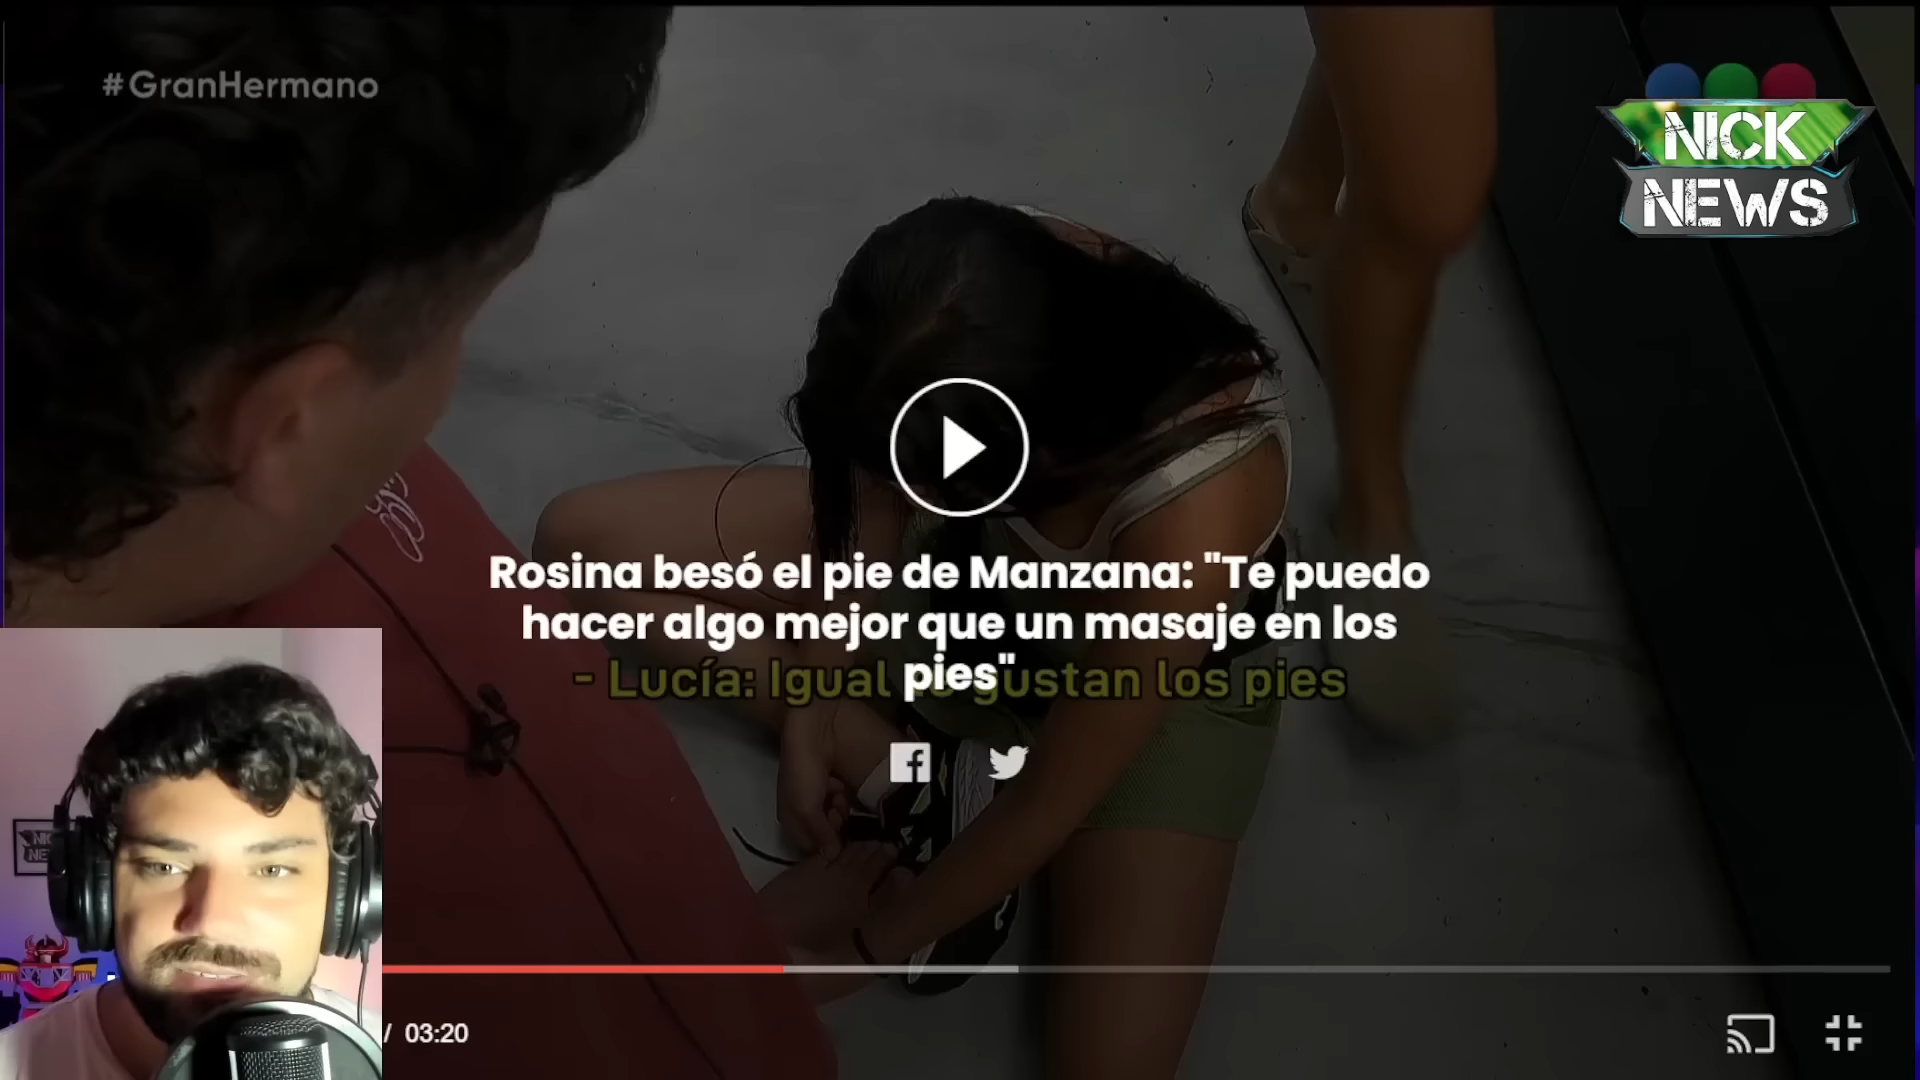 #GranHermano
NICK
NEWS
Rosina besó el pie de Manzana: "Te puedo
hacer algo mejor que un masaje en los
pies"
- Lucía: Igual gustan los pies
/ 03:20